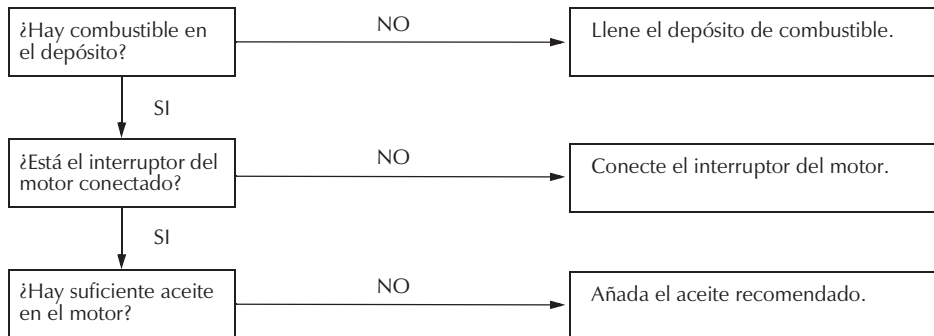 ¿Hay combustible en
el depósito?
NO
Llene el depósito de combustible.
SI
¿Está el interruptor del
motor conectado?
NO
Conecte el interruptor del motor.
SI
¿Hay suficiente aceite
en el motor?
NO
Añada el aceite recomendado.